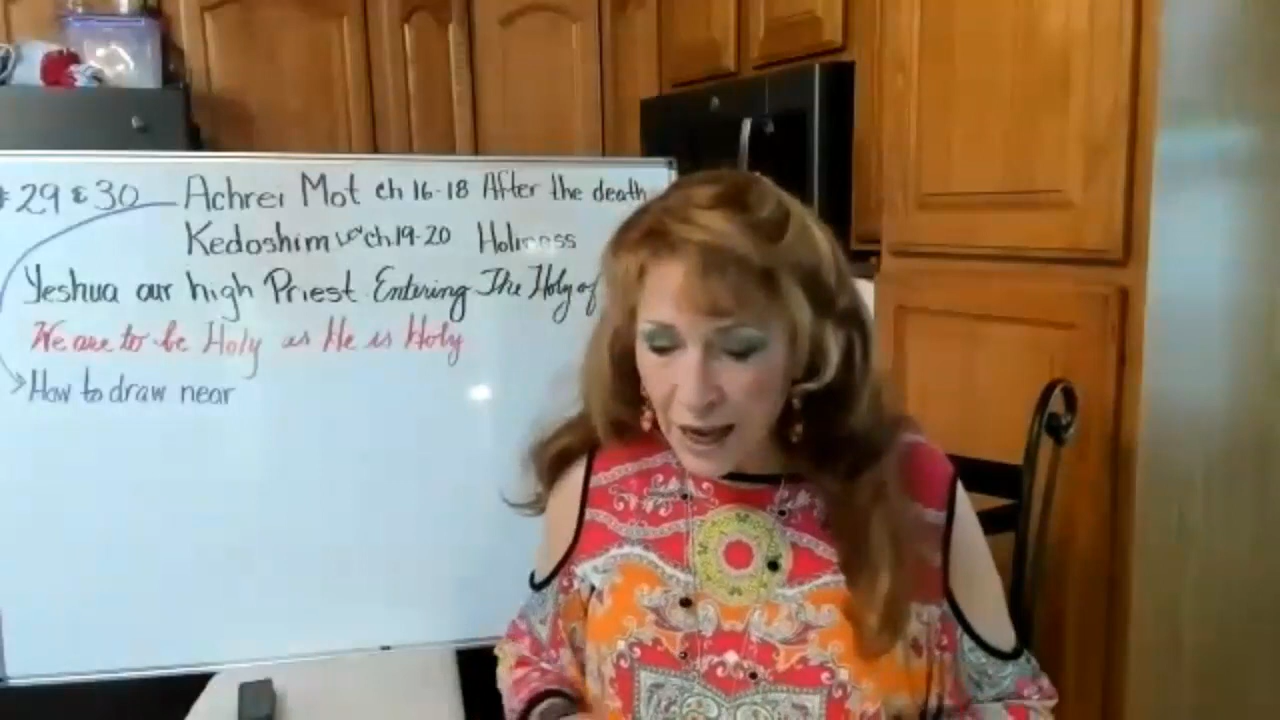 #29 & 30 Achrei Mot ch 16-18 After the death
Kedoshim ch 19-20 Holiness
Yeshua our high Priest Entering The Holy of
We are to be Holy as He is Holy
How to draw near